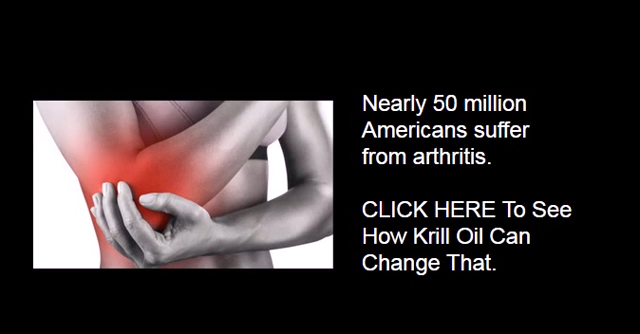 Nearly 50 million
Americans suffer
from arthritis.
CLICK HERE To See
How Krill Oil Can
Change That.